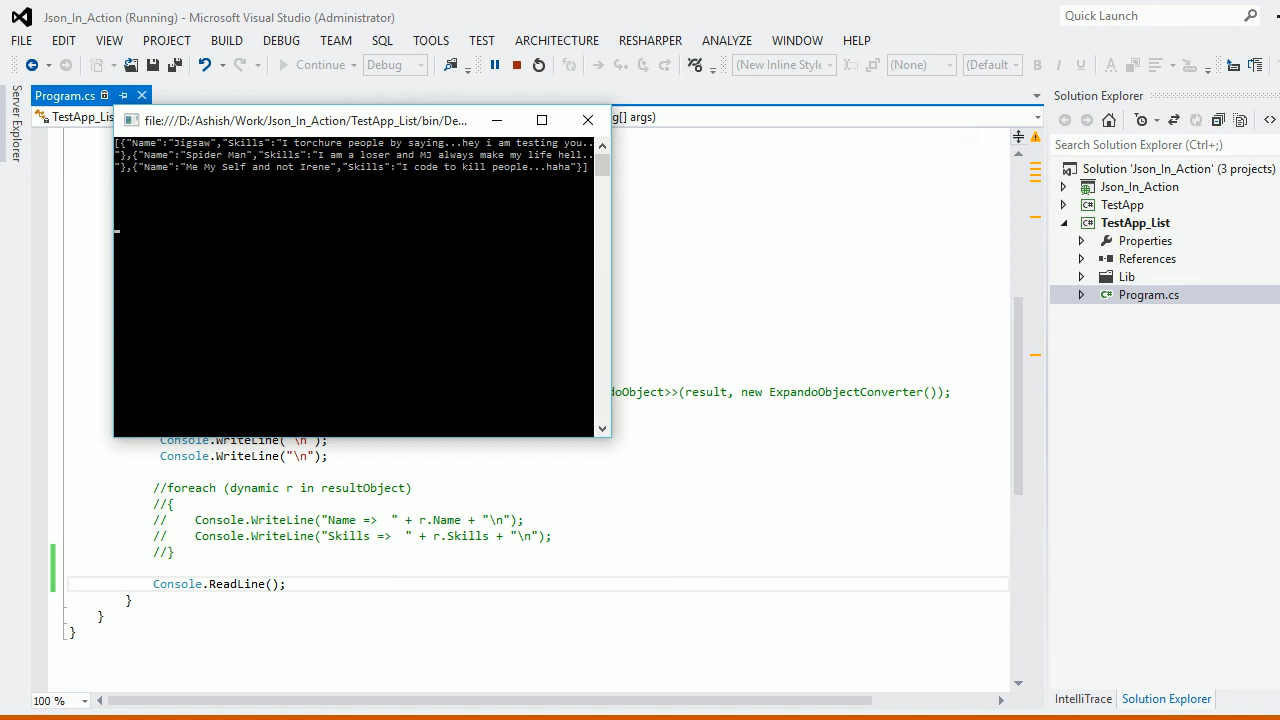 Json_In_Action (Running) - Microsoft Visual Studio (Administrator)
Quick Launch
FILE EDIT VIEW PROJECT BUILD DEBUG TEAM SQL TOOLS TEST ARCHITECTURE RESHARPER ANALYZE WINDOW HELP
Continue Debug (New Inline Style (None) (Default
Server Explorer
Program.cs
TestApp_Lis
g[] args)
file:///D:/Ashish/Work/Json_In_Action/TestApp_List/bin/De...
[{"Name":"Jigsaw","Skills":"I torchure people by saying...hey i am testing you..
"},{"Name":"Spider Man","Skills":"I am a loser and MJ always make my life hell..
"},{"Name":"Me My Self and not Irene","Skills":"I code to kill people...haha"}]
doObject>>(result, new ExpandoObjectConverter());
Console.WriteLine("\n");
Console.WriteLine("\n");
//foreach (dynamic r in resultObject)
//{
// Console.WriteLine("Name => " + r.Name + "\n");
// Console.WriteLine("Skills => " + r.Skills + "\n");
//}
Console.ReadLine();
}
}
}
100 %
Solution Explorer
Search Solution Explorer (Ctrl+;)
Solution 'Json_In_Action' (3 projects)
Json_In_Action
TestApp
TestApp_List
Properties
References
Lib
Program.cs
IntelliTrace Solution Explorer